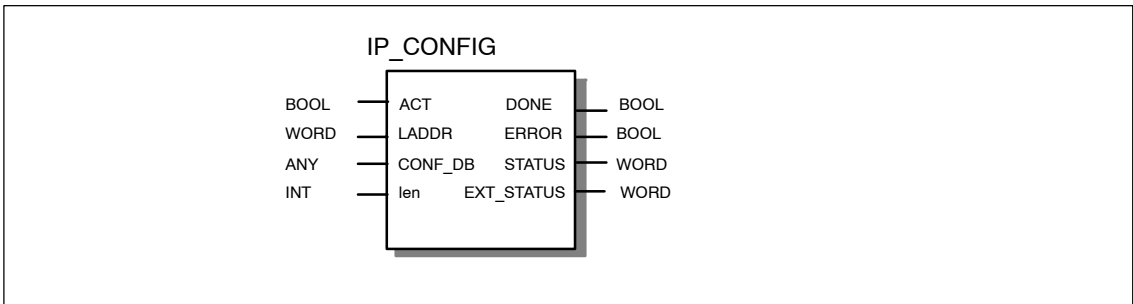 IP_CONFIG
BOOL ACT DONE BOOL
WORD LADDR ERROR BOOL
ANY CONF_DB STATUS WORD
INT len EXT_STATUS WORD